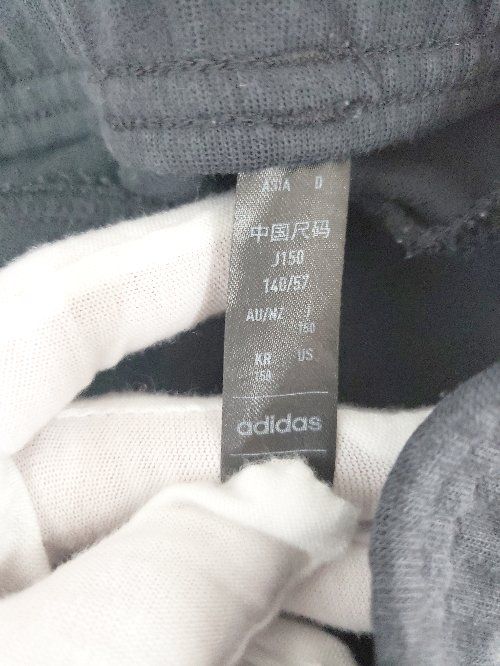 ASIA D
中国尺码
J150
140/57
AU/NZ J
150
KR US
150
adidas